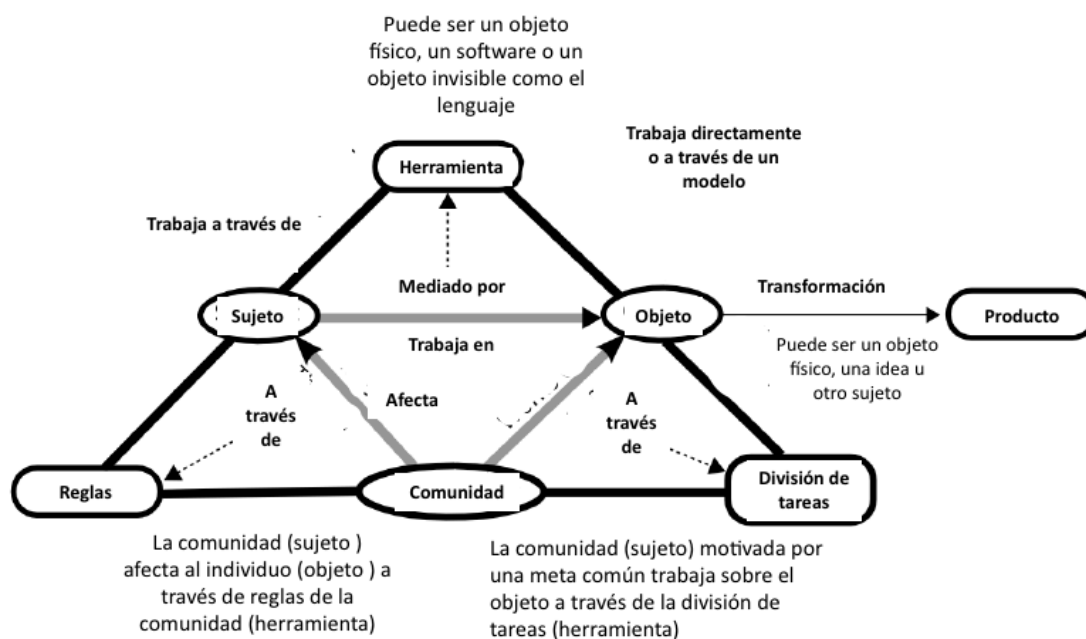 Puede ser un objeto
físico, un software o un
objeto invisible como el
lenguaje
Trabaja directamente
o a través de un
modelo
Herramienta
Trabaja a través de
Mediado por
Transformación
Sujeto
Objeto
Producto
Trabaja en
Puede ser un objeto
físico, una idea u
otro sujeto
A
través
de
Afecta
A
través
de
Reglas
Comunidad
División de
tareas
La comunidad (sujeto )
afecta al individuo (objeto ) a
través de reglas de la
comunidad (herramienta)
La comunidad (sujeto) motivada por
una meta común trabaja sobre el
objeto a través de la división de
tareas (herramienta)